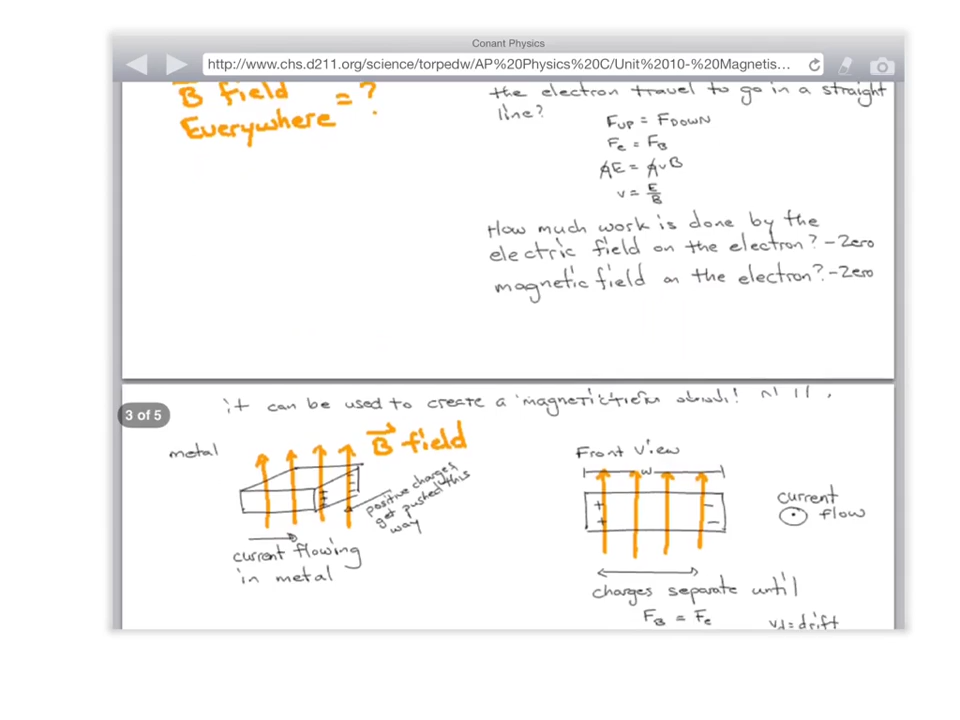 Conant Physics
http://www.chs.d211.org/science/torpedw/AP%20Physics%20C/Unit%2010-%20Magnetis...
B field
Everywhere = ?
the electron travel to go in a straight
line?
FUP = FDOWN
Fe = FB
qE = qvB
v = E/B
How much work is done by the
electric field on the electron? - Zero
magnetic field on the electron? - Zero
3 of 5
it can be used to create a magnetic
metal
B field
positive charges
get pushed this
way
current flowing
in metal
Front View
w
+ −
+ −
current
flow
charges separate until
FB = Fe
vd = drift